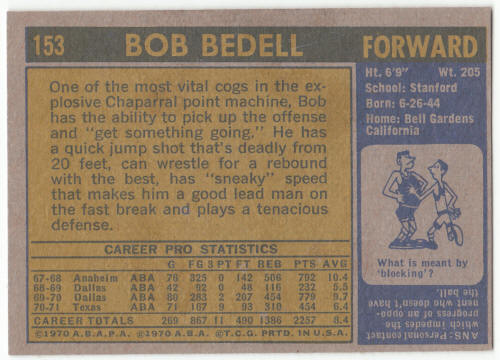 153 BOB BEDELL FORWARD
One of the most vital cogs in the ex-
plosive Chaparral point machine, Bob
has the ability to pick up the offense
and "get something going." He has
a quick jump shot that's deadly from
20 feet, can wrestle for a rebound
with the best, has "sneaky" speed
that makes him a good lead man on
the fast break and plays a tenacious
defense.
CAREER PRO STATISTICS
G FG 3 PT FT REB PTS AVG
67-68 Anaheim ABA 76 325 0 142 506 792 10.4
68-69 Dallas ABA 42 92 0 48 116 232 5.5
69-70 Dallas ABA 80 283 2 207 454 779 9.7
70-71 Texas ABA 71 167 9 93 310 454 6.4
CAREER TOTALS 269 867 11 490 1386 2257 8.4
©1970 A.B.A.P.A. ©1970 A.B.A. ©T.C.G. PRTD. IN U.S.A.
Ht. 6'9" Wt. 205
School: Stanford
Born: 6-26-44
Home: Bell Gardens
California
What is meant by
'blocking'?
ANS: Personal contact
which impedes the
progress of an oppo-
nent who doesn't have
the ball.